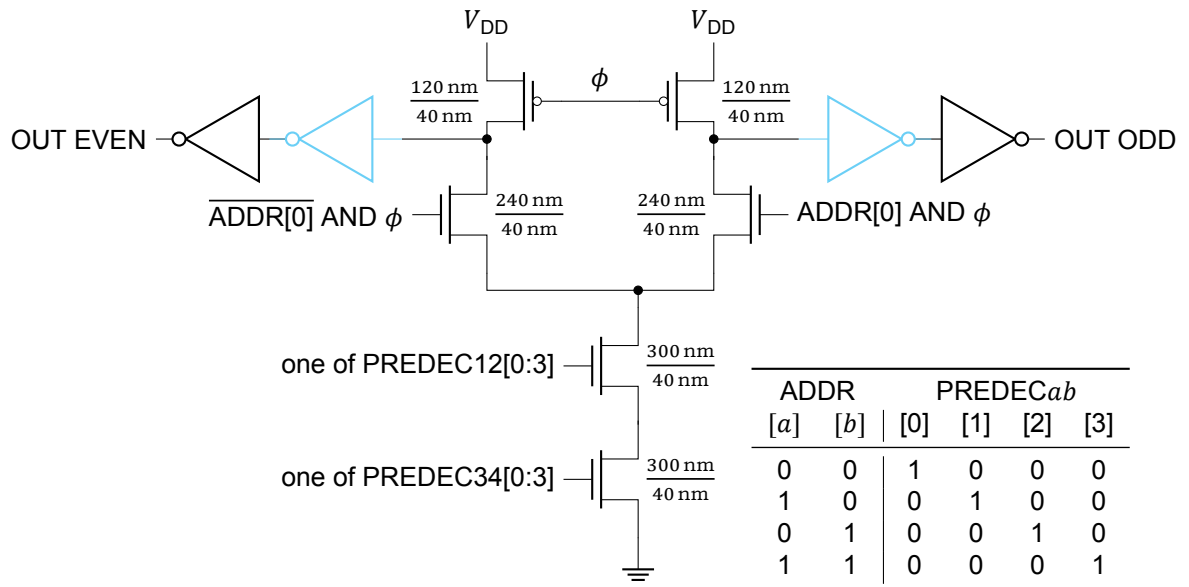 V_DD V_DD
120 nm/40 nm ϕ 120 nm/40 nm
OUT EVEN OUT ODD
\overline{ADDR[0]} AND ϕ 240 nm/40 nm 240 nm/40 nm ADDR[0] AND ϕ
one of PREDEC12[0:3] 300 nm/40 nm
one of PREDEC34[0:3] 300 nm/40 nm
ADDR PREDECab
[a] [b] [0] [1] [2] [3]
0 0 1 0 0 0
1 0 0 1 0 0
0 1 0 0 1 0
1 1 0 0 0 1